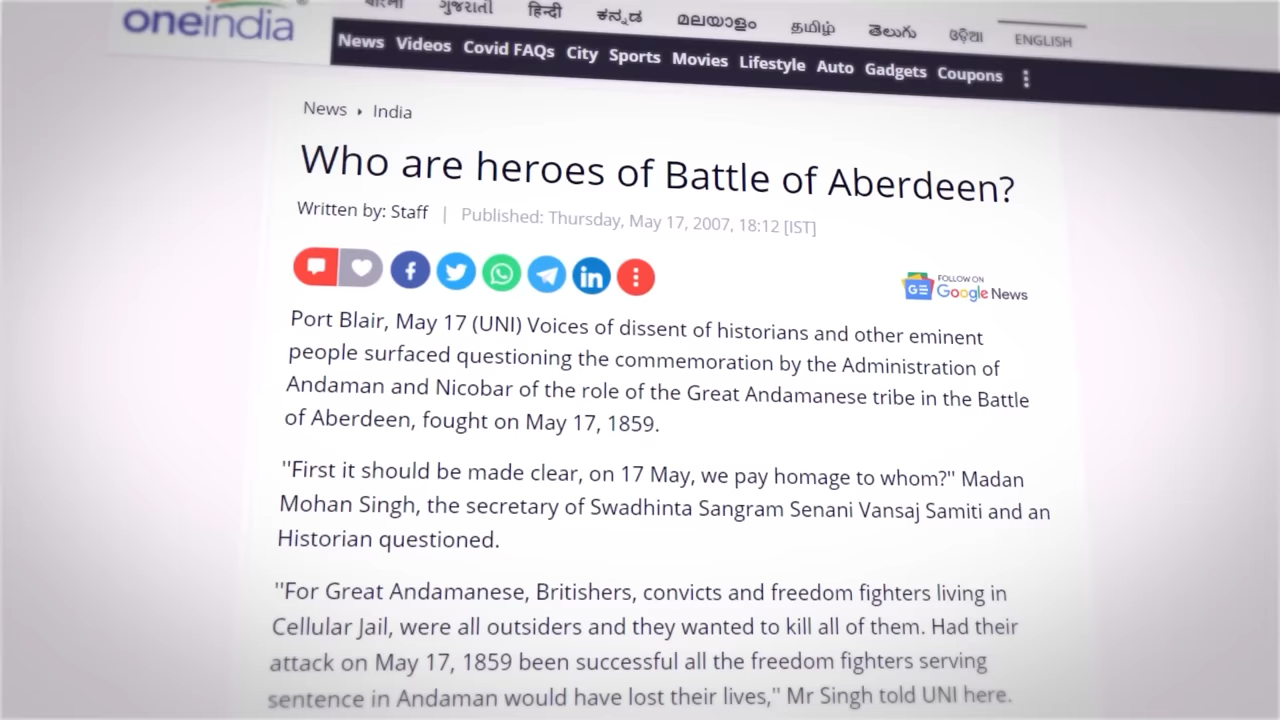 oneindia
বাংলা ગુજરાતી हिन्दी ಕನ್ನಡ മലയാളം தமிழ் తెలుగు ଓଡ଼ିଆ ENGLISH
News Videos Covid FAQs City Sports Movies Lifestyle Auto Gadgets Coupons
News ‣ India
Who are heroes of Battle of Aberdeen?
Written by: Staff | Published: Thursday, May 17, 2007, 18:12 [IST]
FOLLOW ON
Google News
Port Blair, May 17 (UNI) Voices of dissent of historians and other eminent
people surfaced questioning the commemoration by the Administration of
Andaman and Nicobar of the role of the Great Andamanese tribe in the Battle
of Aberdeen, fought on May 17, 1859.
"First it should be made clear, on 17 May, we pay homage to whom?" Madan
Mohan Singh, the secretary of Swadhinta Sangram Senani Vansaj Samiti and an
Historian questioned.
"For Great Andamanese, Britishers, convicts and freedom fighters living in
Cellular Jail, were all outsiders and they wanted to kill all of them. Had their
attack on May 17, 1859 been successful all the freedom fighters serving
sentence in Andaman would have lost their lives," Mr Singh told UNI here.